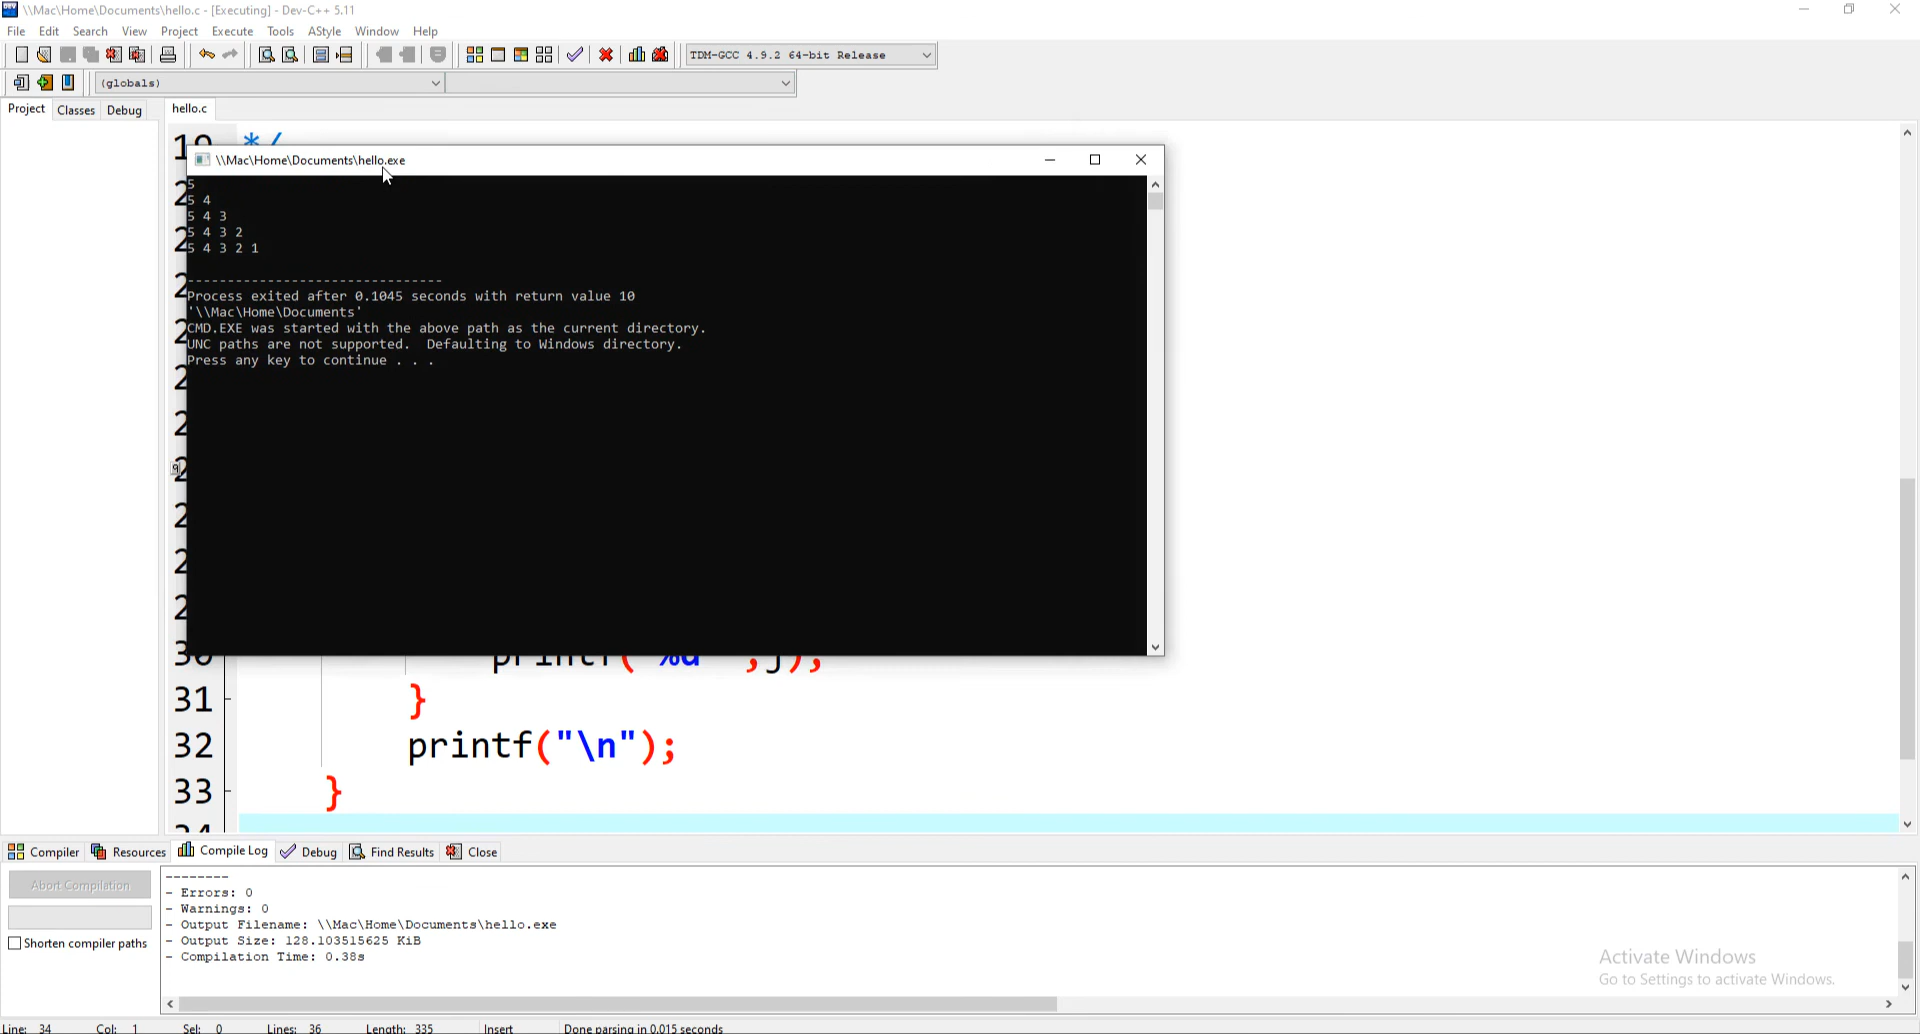 \\Mac\Home\Documents\hello.c - [Executing] - Dev-C++ 5.11
File Edit Search View Project Execute Tools AStyle Window Help
TDM-GCC 4.9.2 64-bit Release
(globals)
Project Classes Debug hello.c
19 */
\\Mac\Home\Documents\hello.exe
5
5 4
5 4 3
5 4 3 2
5 4 3 2 1
--------------------------------
Process exited after 0.1045 seconds with return value 10
'\\Mac\Home\Documents'
CMD.EXE was started with the above path as the current directory.
UNC paths are not supported.  Defaulting to Windows directory.
Press any key to continue . . .
30 printf("%d ",j);
31 }
32 printf("\n");
33 }
34
Compiler Resources Compile Log Debug Find Results Close
Abort Compilation
Shorten compiler paths
--------
- Errors: 0
- Warnings: 0
- Output Filename: \\Mac\Home\Documents\hello.exe
- Output Size: 128.103515625 KiB
- Compilation Time: 0.38s
Activate Windows
Go to Settings to activate Windows.
Line: 34 Col: 1 Sel: 0 Lines: 36 Length: 335 Insert Done parsing in 0.015 seconds